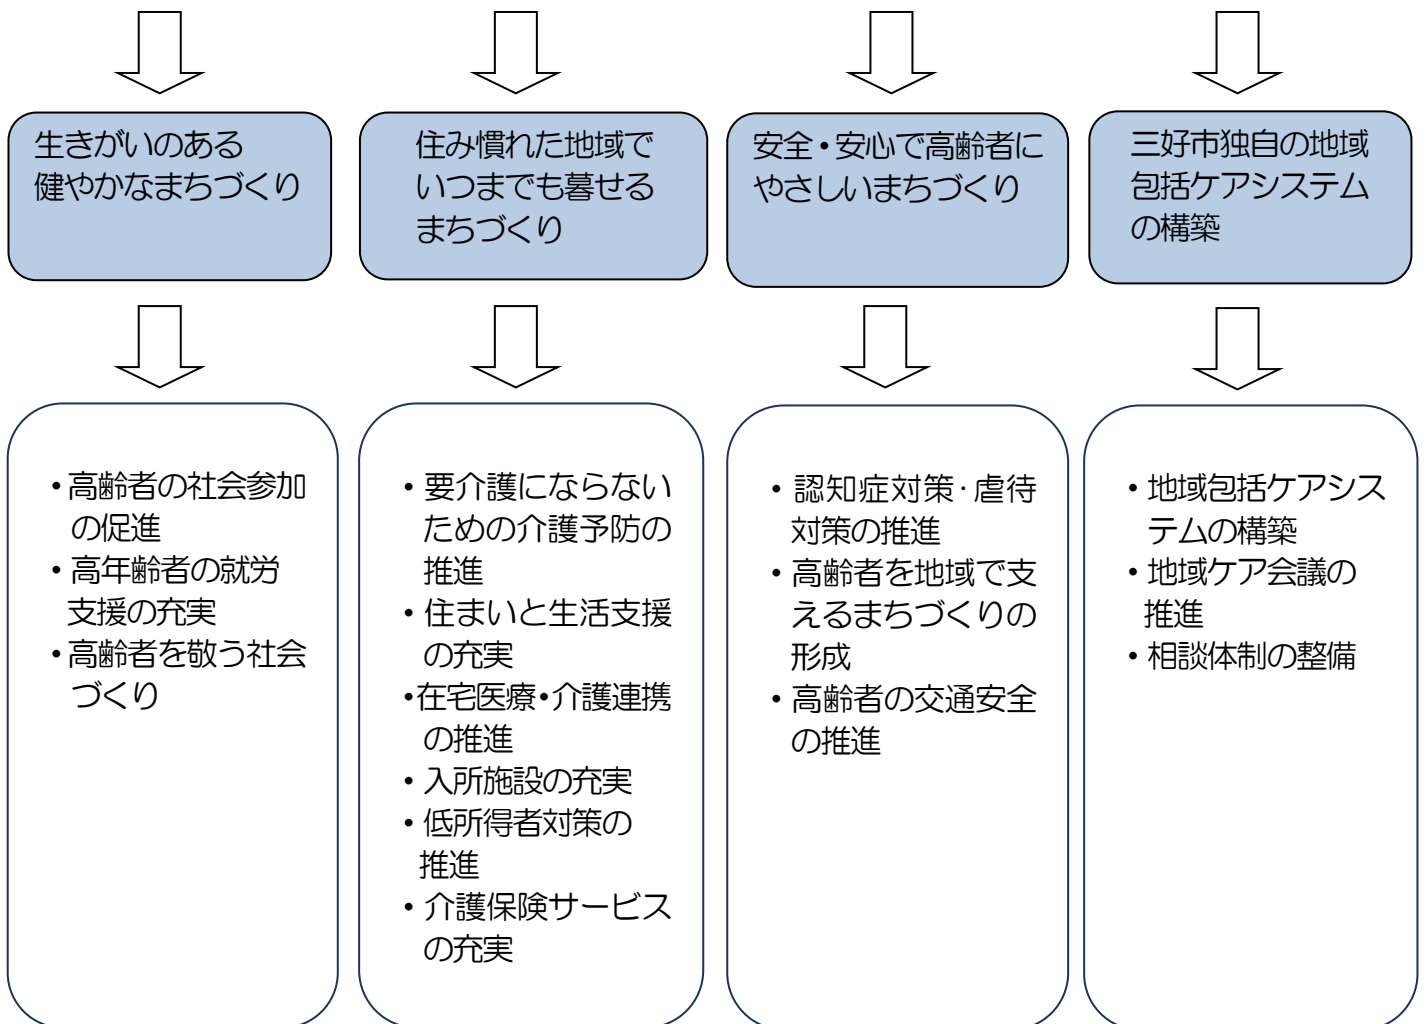 生きがいのある
健やかなまちづくり
住み慣れた地域で
いつまでも暮せる
まちづくり
安全・安心で高齢者に
やさしいまちづくり
三好市独自の地域
包括ケアシステム
の構築
・高齢者の社会参加
の促進
・高年齢者の就労
支援の充実
・高齢者を敬う社会
づくり
・要介護にならない
ための介護予防の
推進
・住まいと生活支援
の充実
・在宅医療・介護連携
の推進
・入所施設の充実
・低所得者対策の
推進
・介護保険サービス
の充実
・認知症対策・虐待
対策の推進
・高齢者を地域で支
えるまちづくりの
形成
・高齢者の交通安全
の推進
・地域包括ケアシス
テムの構築
・地域ケア会議の
推進
・相談体制の整備